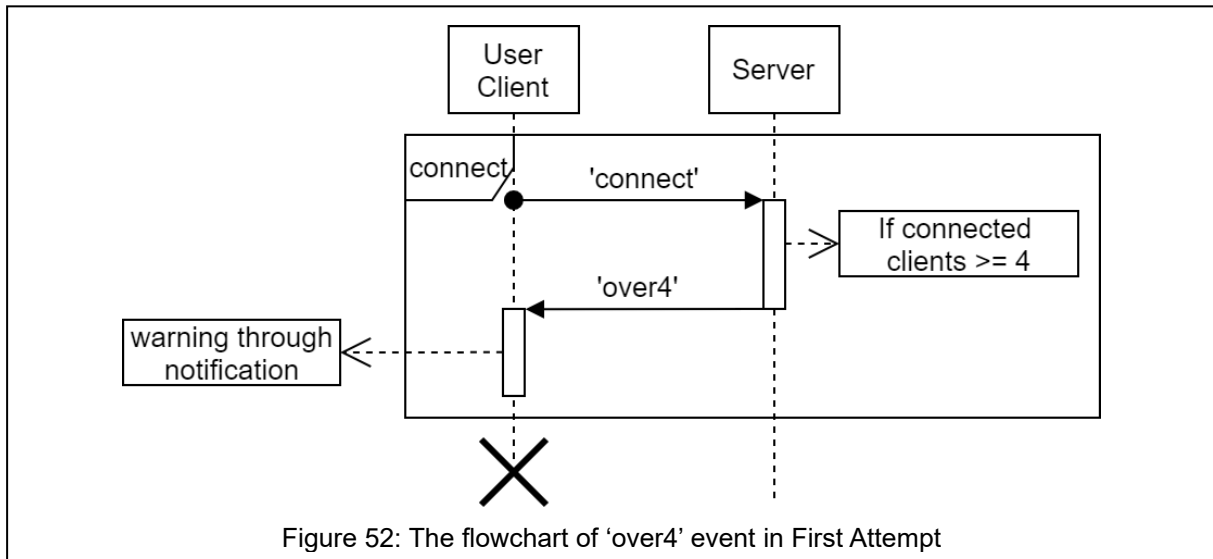 User
Client
Server
connect
'connect'
If connected
clients >= 4
'over4'
warning through
notification
Figure 52: The flowchart of ‘over4’ event in First Attempt